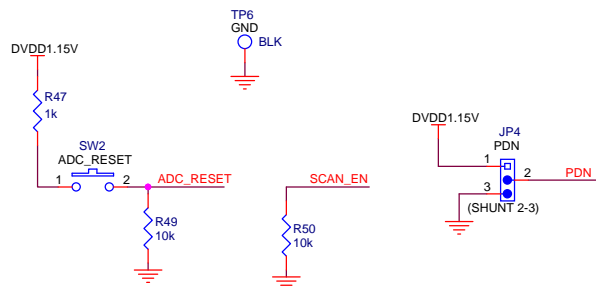 TP6
GND
BLK
DVDD1.15V
R47
1k
SW2
ADC_RESET
1
2
ADC_RESET
R49
10k
SCAN_EN
R50
10k
DVDD1.15V
JP4
PDN
1
2
3
PDN
(SHUNT 2-3)